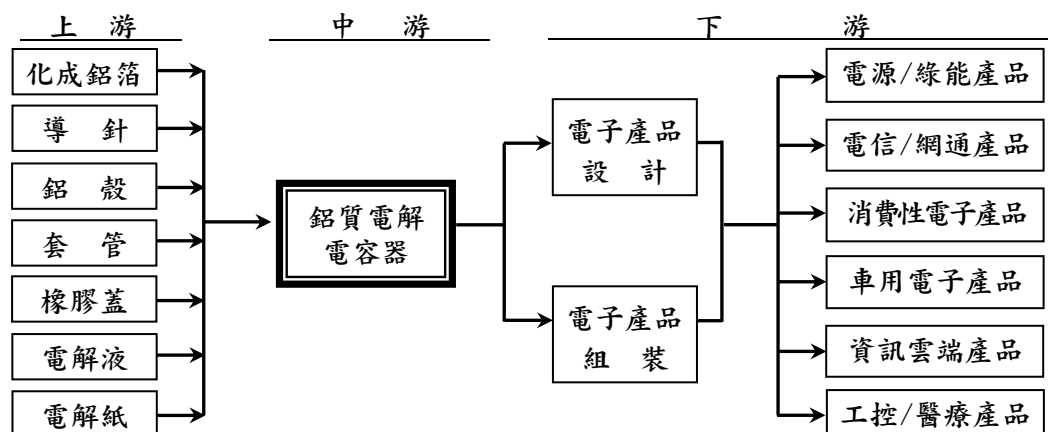 上 游
中 游
下 游
化成鋁箔
導 針
鋁 殼
套 管
橡膠蓋
電解液
電解紙
鋁質電解
電容器
電子產品
設 計
電子產品
組 裝
電源/綠能產品
電信/網通產品
消費性電子產品
車用電子產品
資訊雲端產品
工控/醫療產品